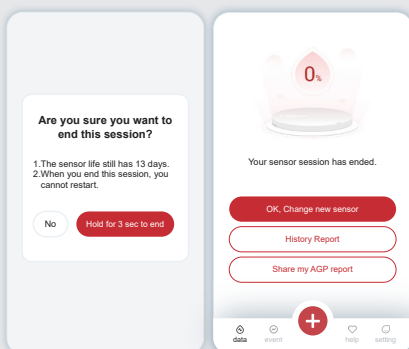 Are you sure you want to
end this session?
1.The sensor life still has 13 days.
2.When you end this session, you
cannot restart.
No
Hold for 3 sec to end
0%
Your sensor session has ended.
OK, Change new sensor
History Report
Share my AGP report
data
event
help
setting